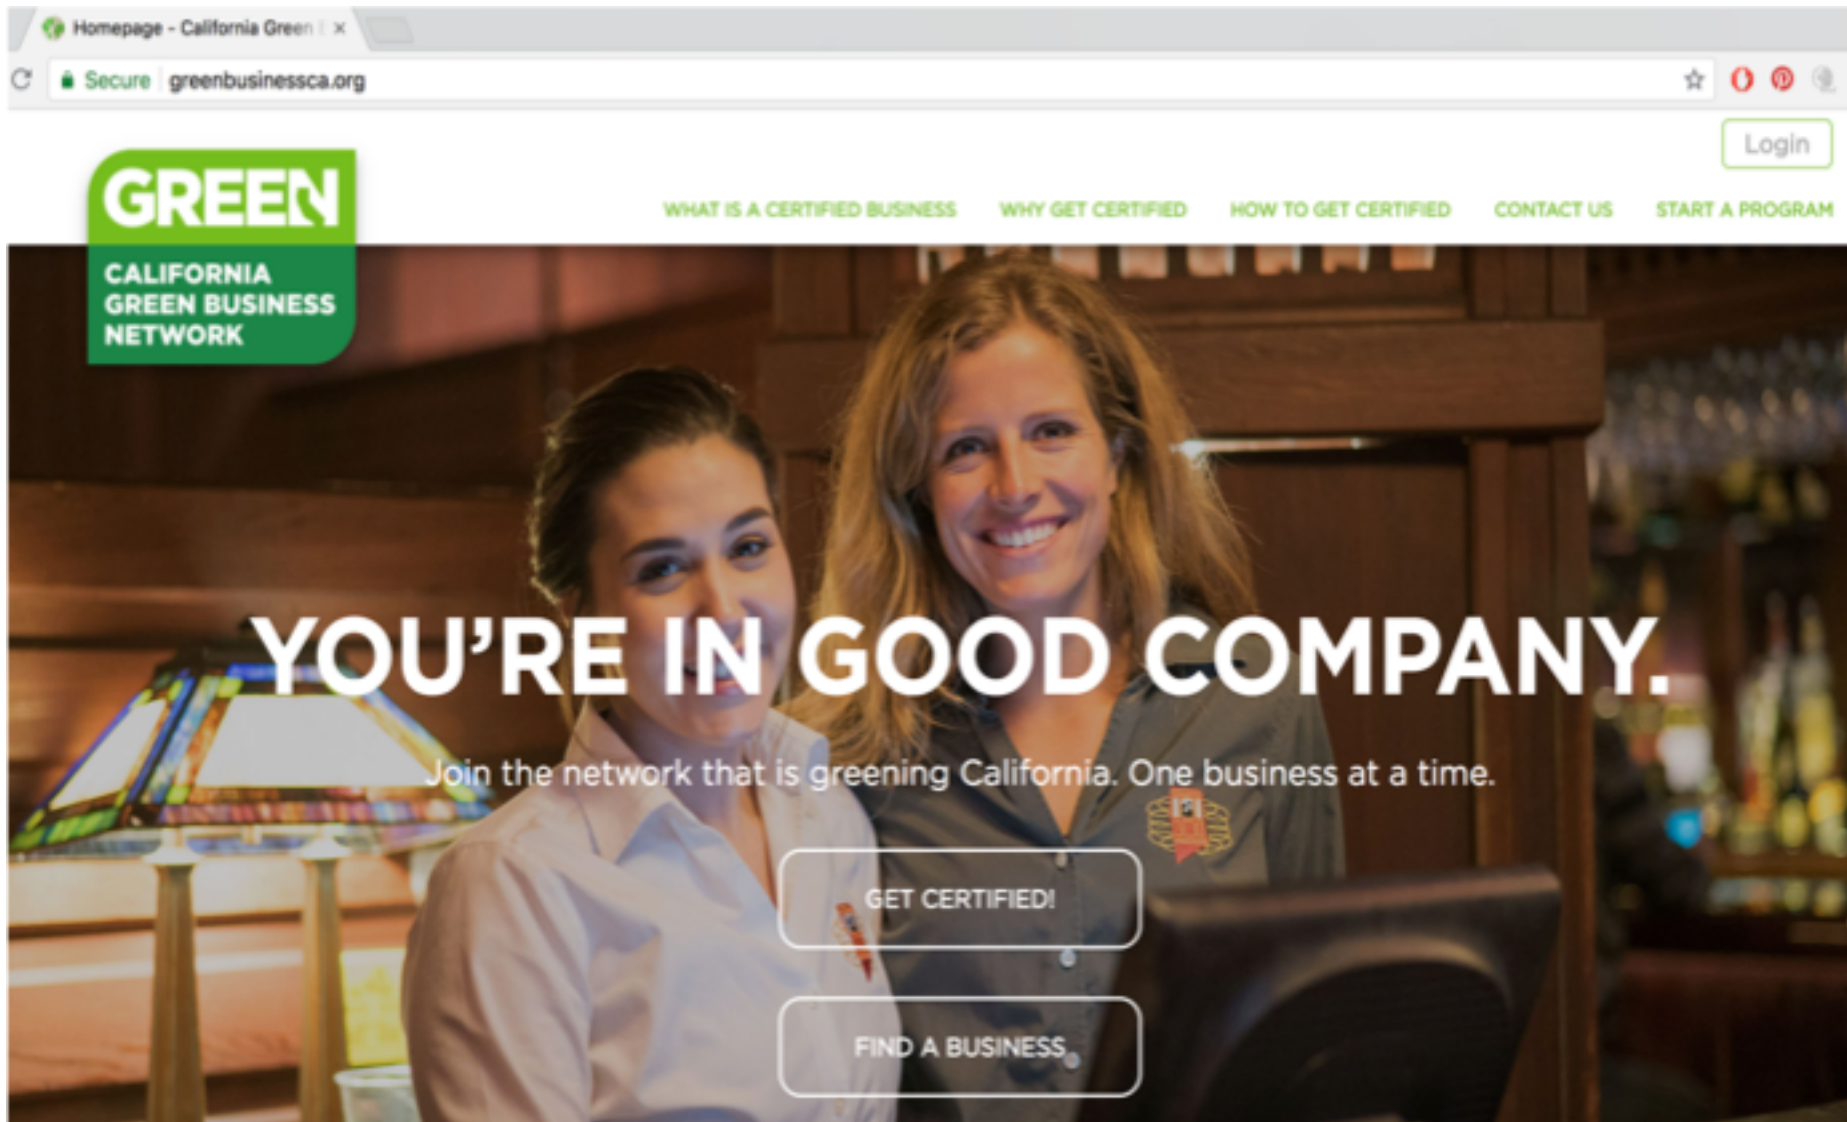 Homepage - California Green
Secure greenbusinessca.org
Login
GREEN
WHAT IS A CERTIFIED BUSINESS WHY GET CERTIFIED HOW TO GET CERTIFIED CONTACT US START A PROGRAM
CALIFORNIA
GREEN BUSINESS
NETWORK
YOU'RE IN GOOD COMPANY.
Join the network that is greening California. One business at a time.
GET CERTIFIED!
FIND A BUSINESS